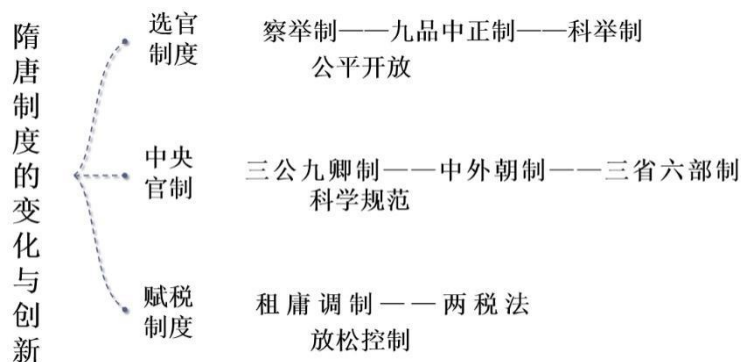 隋唐制度的变化与创新
选官
制度
察举制——九品中正制——科举制
公平开放
中央
官制
三公九卿制——中外朝制——三省六部制
科学规范
赋税
制度
租庸调制——两税法
放松控制